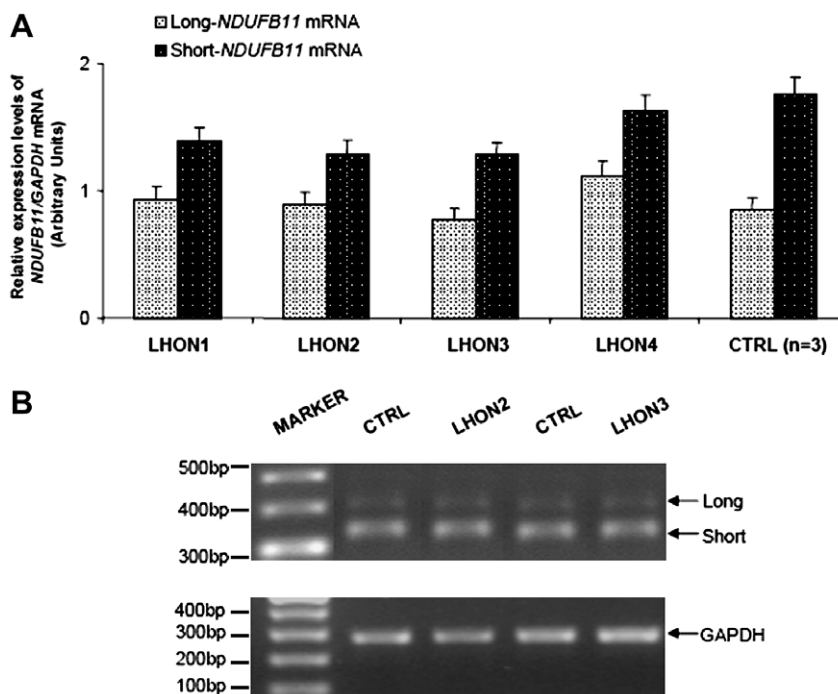 A
Long-NDUFB11 mRNA
Short-NDUFB11 mRNA
Relative expression levels of
NDUFB11/GAPDH mRNA
(Arbitrary Units)
2
1
0
LHON1 LHON2 LHON3 LHON4 CTRL (n=3)
B
MARKER CTRL LHON2 CTRL LHON3
500bp
400bp
300bp
Long
Short
400bp
300bp
200bp
100bp
GAPDH